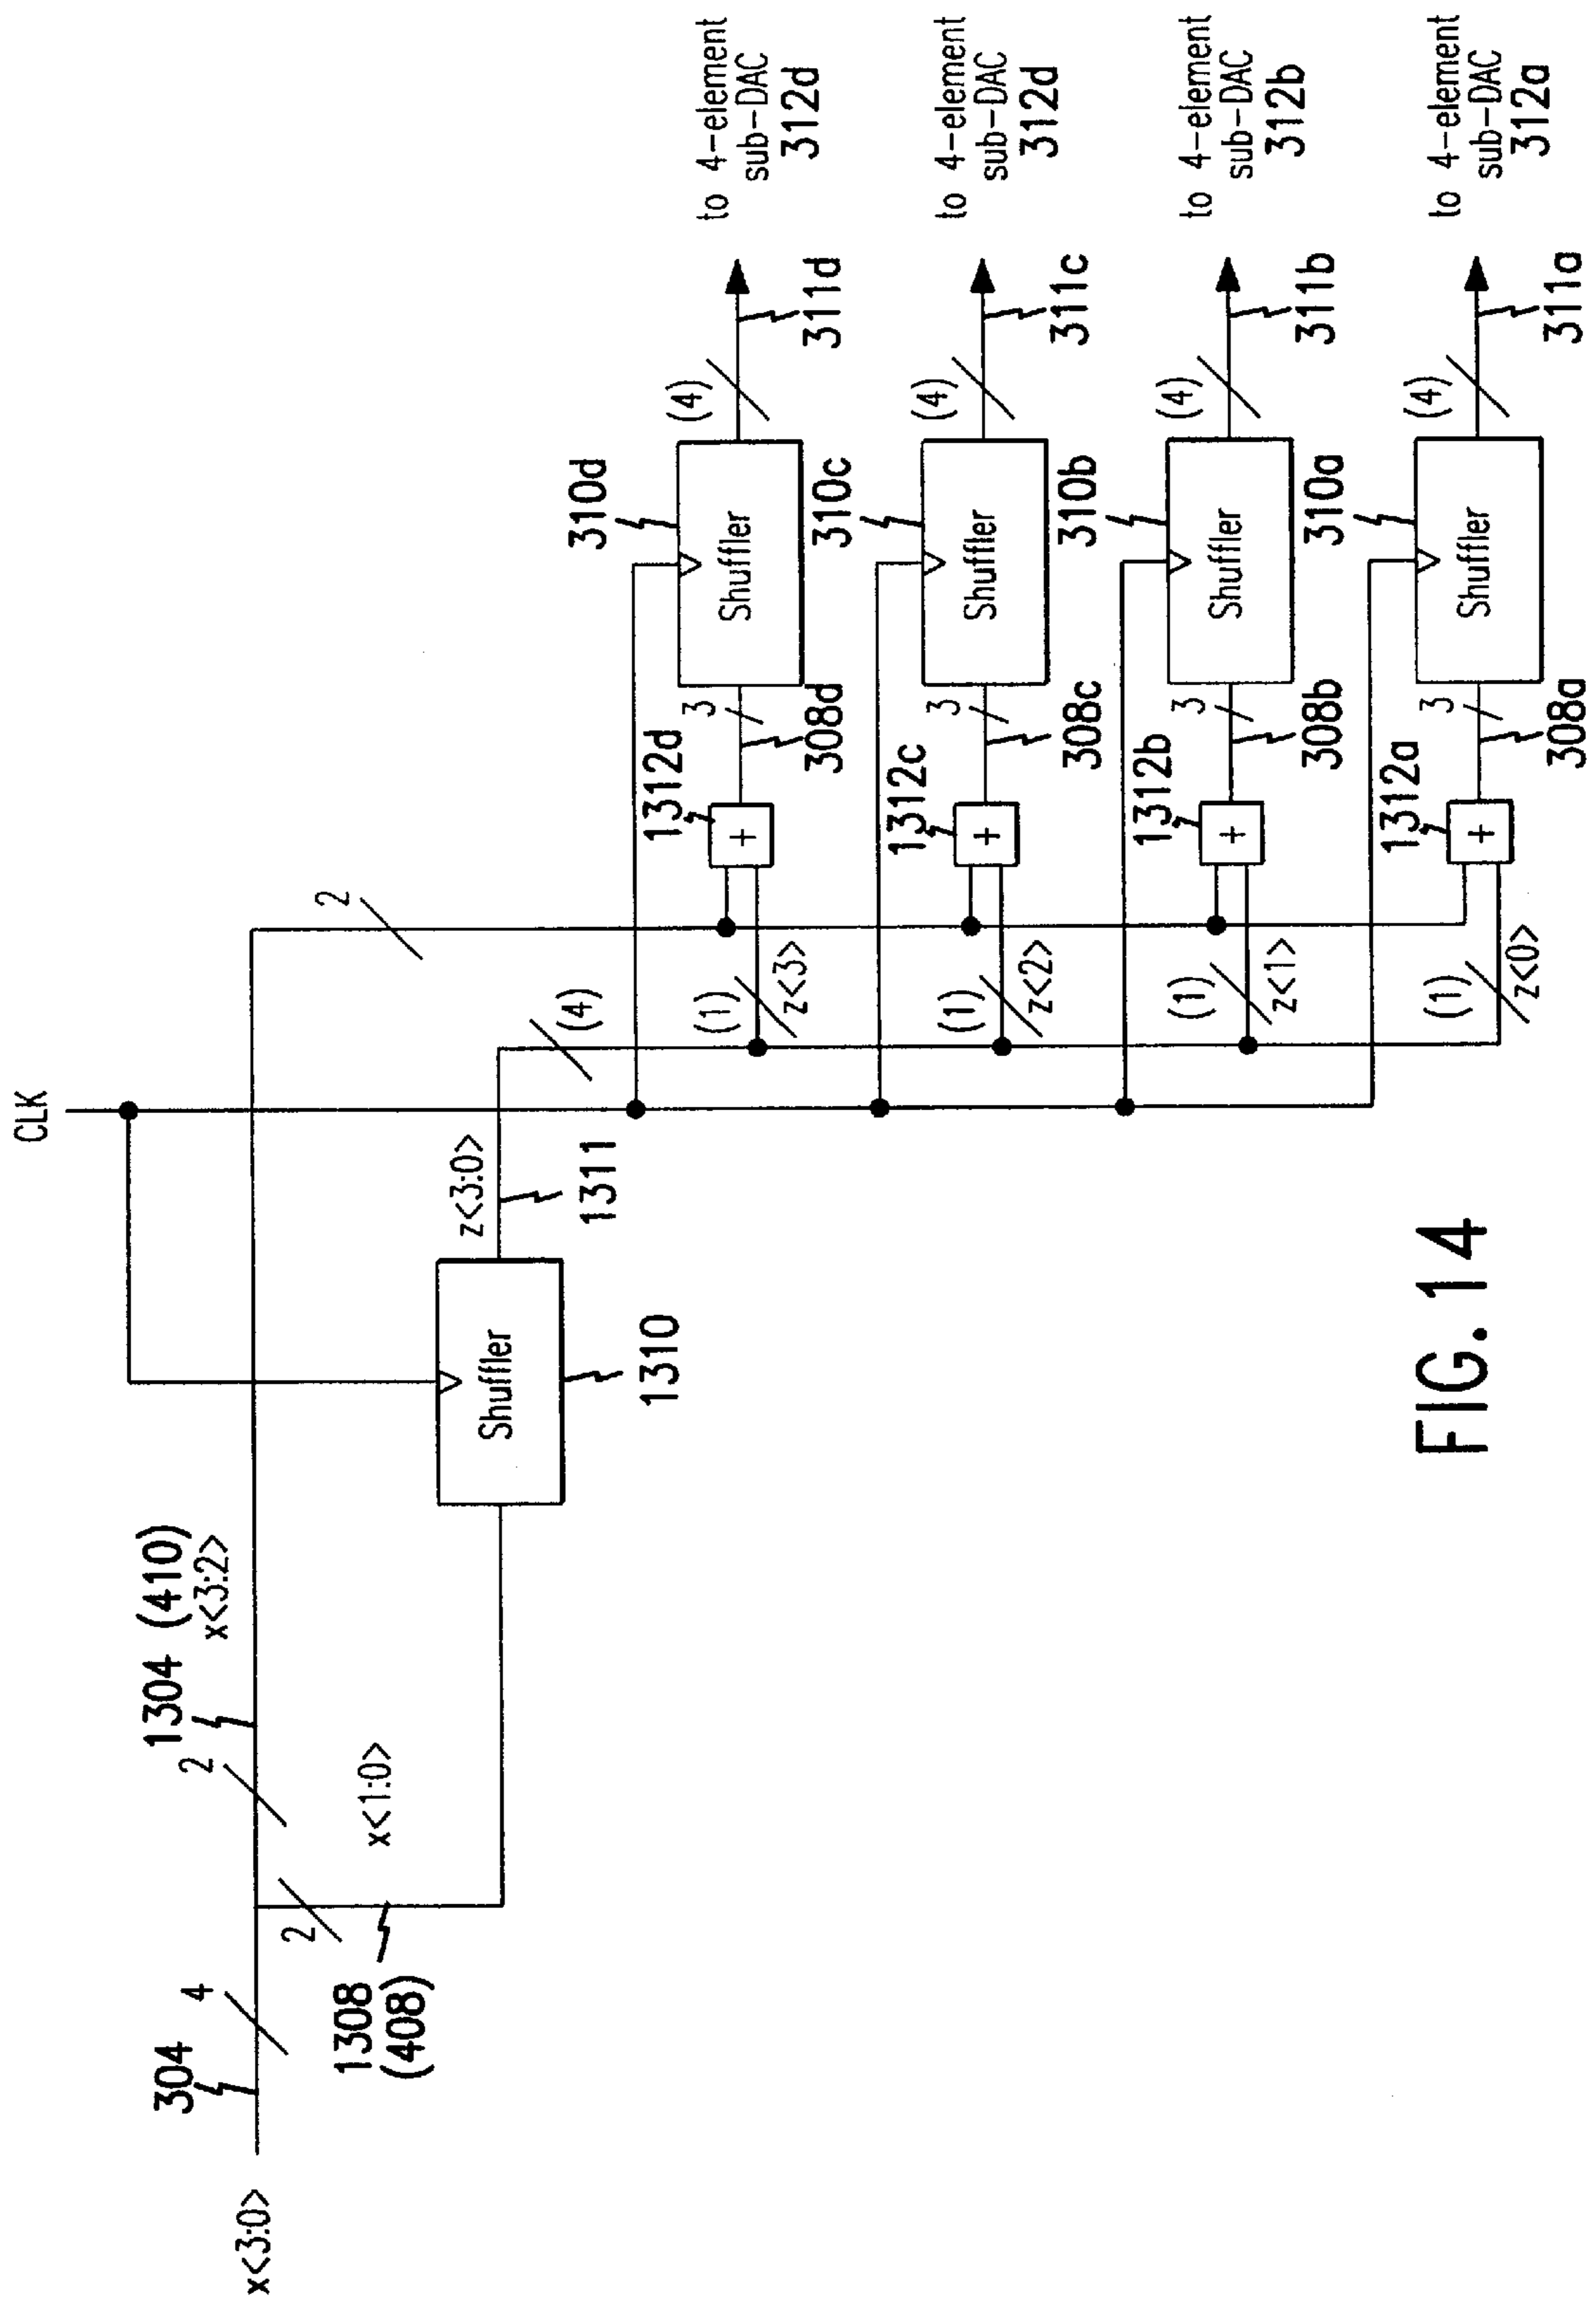 CLK
x<3:0>
304
4
1308
(408)
2
x<1:0>
2
1304 (410)
x<3:2>
Shuffler
1310
z<3:0>
1311
(4)
2
(1)
z<3>
1312d
3
308d
310d
Shuffler
(4)
311d
to 4-element
sub-DAC
312d
(1)
z<2>
1312c
3
308c
310c
Shuffler
(4)
311c
to 4-element
sub-DAC
312d
(1)
z<1>
1312b
3
308b
310b
Shuffler
(4)
311b
to 4-element
sub-DAC
312b
(1)
z<0>
1312a
3
308a
310a
Shuffler
(4)
311a
to 4-element
sub-DAC
312a
+
+
+
+
FIG. 14